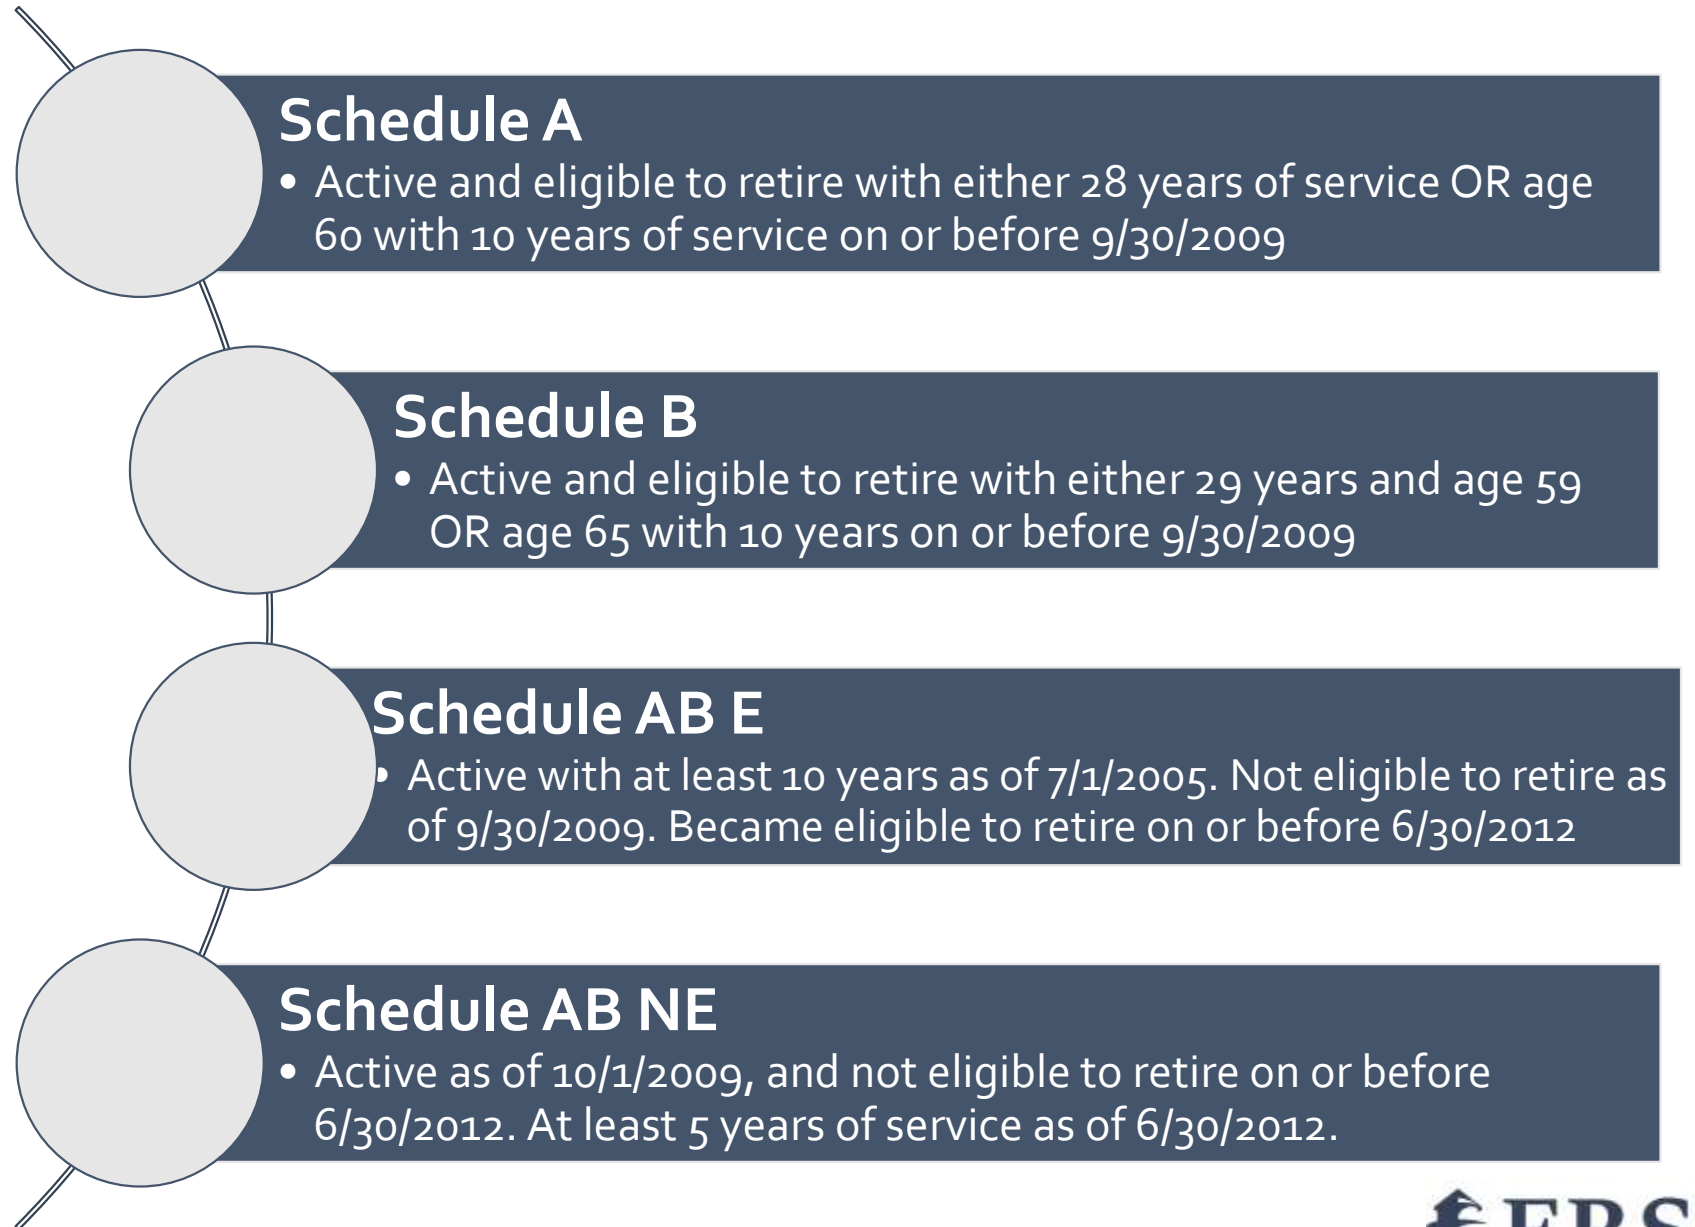 Schedule A
• Active and eligible to retire with either 28 years of service OR age
60 with 10 years of service on or before 9/30/2009
Schedule B
• Active and eligible to retire with either 29 years and age 59
OR age 65 with 10 years on or before 9/30/2009
Schedule AB E
• Active with at least 10 years as of 7/1/2005. Not eligible to retire as
of 9/30/2009. Became eligible to retire on or before 6/30/2012
Schedule AB NE
• Active as of 10/1/2009, and not eligible to retire on or before
6/30/2012. At least 5 years of service as of 6/30/2012.
ERS